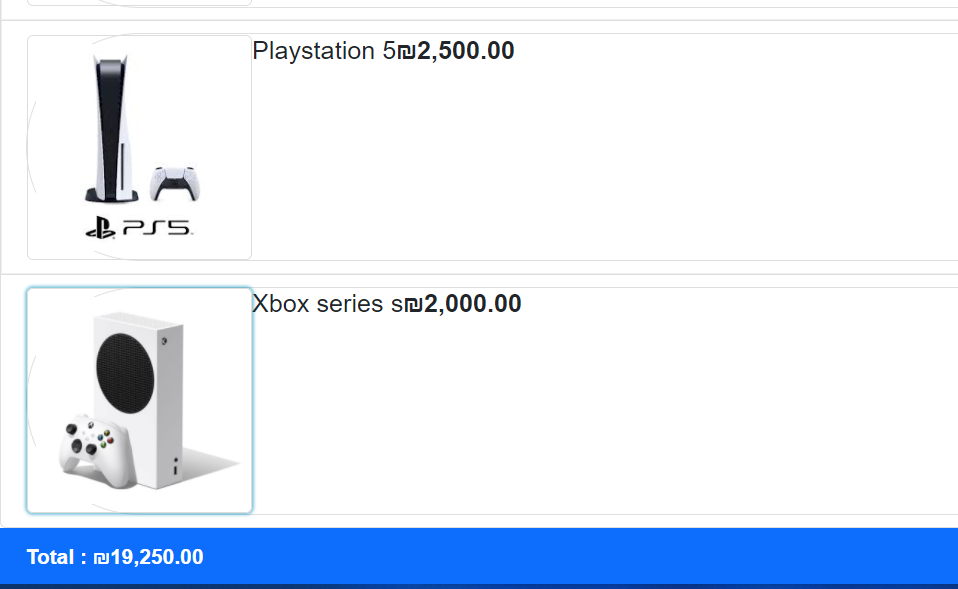 Playstation 5₪2,500.00
PS5.
Xbox series s₪2,000.00
Total : ₪19,250.00